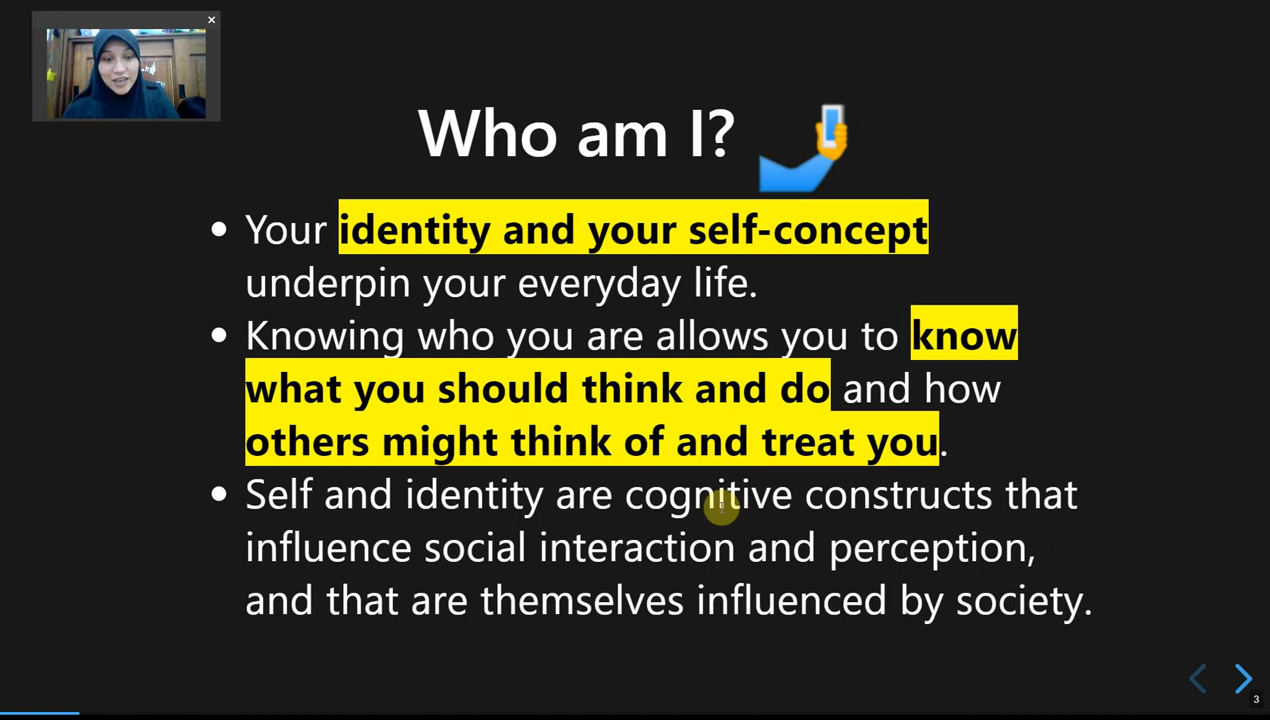 Who am I?
• Your identity and your self-concept
underpin your everyday life.
• Knowing who you are allows you to know
what you should think and do and how
others might think of and treat you.
• Self and identity are cognitive constructs that
influence social interaction and perception,
and that are themselves influenced by society.
3